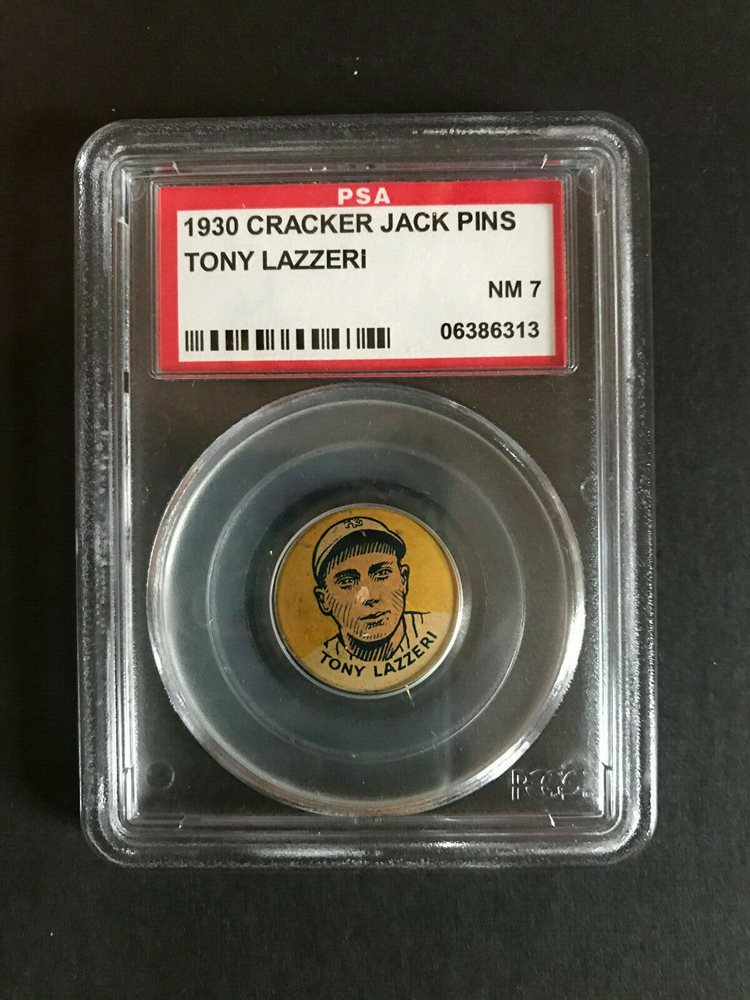 PSA
1930 CRACKER JACK PINS
TONY LAZZERI
NM 7
06386313
TONY LAZZERI